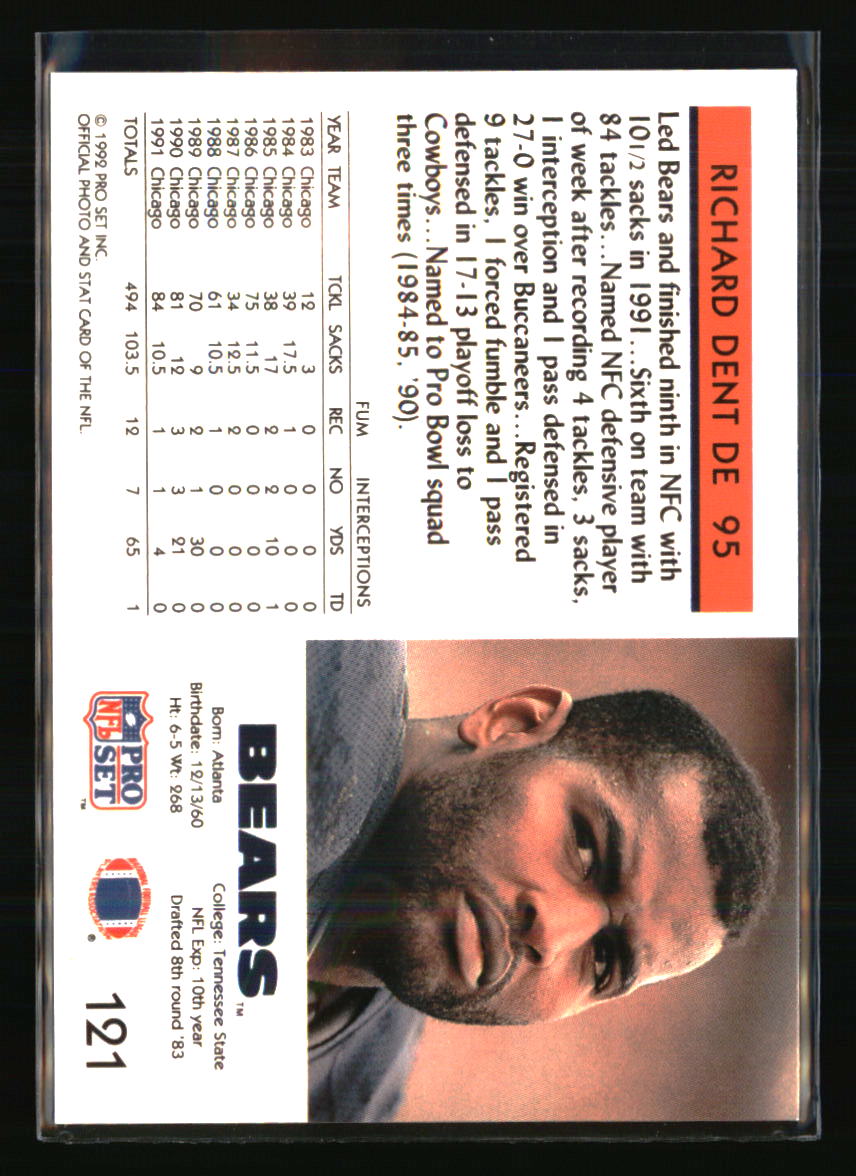 RICHARD DENT DE 95
Led Bears and finished ninth in NFC with
10 1/2 sacks in 1991...Sixth on team with
84 tackles...Named NFC defensive player
of week after recording 4 tackles, 3 sacks,
1 interception and 1 pass defensed in
27-0 win over Buccaneers...Registered
9 tackles, 1 forced fumble and 1 pass
defensed in 17-13 playoff loss to
Cowboys...Named to Pro Bowl squad
three times (1984-85, '90).
FUM INTERCEPTIONS
YEAR TEAM TCKL SACKS REC NO YDS TD
1983 Chicago 12 3 0 0 0 0
1984 Chicago 39 17.5 1 0 0 0
1985 Chicago 38 17 2 2 10 1
1986 Chicago 75 11.5 0 0 0 0
1987 Chicago 34 12.5 2 0 0 0
1988 Chicago 61 10.5 1 0 0 0
1989 Chicago 70 9 2 1 30 0
1990 Chicago 81 12 3 3 21 0
1991 Chicago 84 10.5 1 1 4 0
TOTALS 494 103.5 12 7 65 1
© 1992 PRO SET INC.
OFFICIAL PHOTO AND STAT CARD OF THE NFL.
BEARS™
Born: Atlanta College: Tennessee State
Birthdate: 12/13/60 NFL Exp: 10th year
Ht: 6-5 Wt: 268 Drafted 8th round '83
PRO
NFL SET™
NATIONAL FOOTBALL LEAGUE
PLAYERS ASSOCIATION
®
121